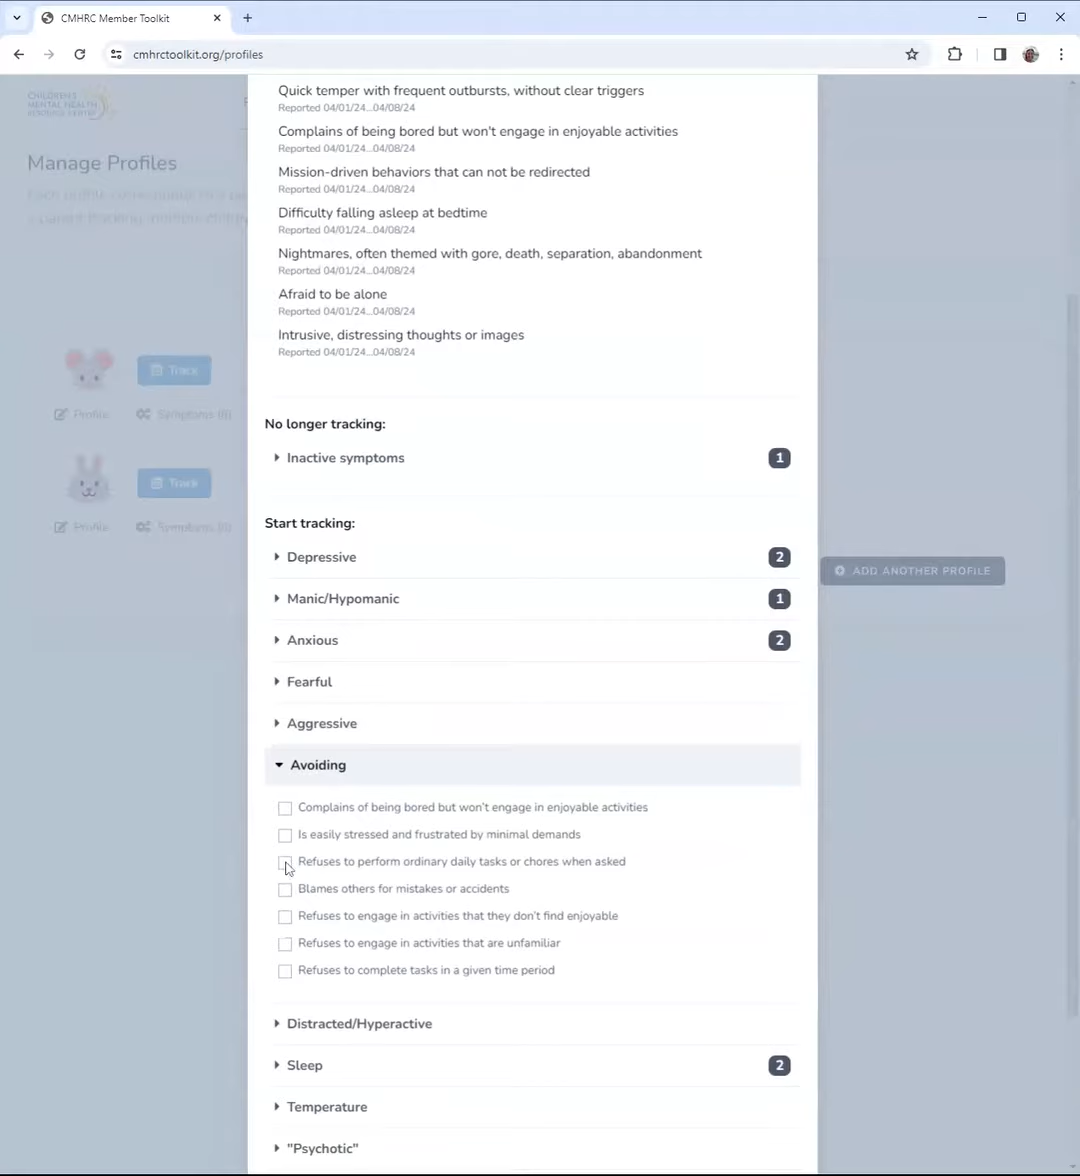 CMHRC Member Toolkit
cmhrctoolkit.org/profiles
CHILDREN'S
MENTAL HEALTH
RESOURCE CENTER
Manage Profiles
Quick temper with frequent outbursts, without clear triggers
Reported 04/01/24...04/08/24
Complains of being bored but won't engage in enjoyable activities
Reported 04/01/24...04/08/24
Mission-driven behaviors that can not be redirected
Reported 04/01/24...04/08/24
Difficulty falling asleep at bedtime
Reported 04/01/24...04/08/24
Nightmares, often themed with gore, death, separation, abandonment
Reported 04/01/24...04/08/24
Afraid to be alone
Reported 04/01/24...04/08/24
Intrusive, distressing thoughts or images
Reported 04/01/24...04/08/24
Track
Profile Symptoms
Track
Profile Symptoms
No longer tracking:
Inactive symptoms 1
Start tracking:
Depressive 2
ADD ANOTHER PROFILE
Manic/Hypomanic 1
Anxious 2
Fearful
Aggressive
Avoiding
Complains of being bored but won't engage in enjoyable activities
Is easily stressed and frustrated by minimal demands
Refuses to perform ordinary daily tasks or chores when asked
Blames others for mistakes or accidents
Refuses to engage in activities that they don't find enjoyable
Refuses to engage in activities that are unfamiliar
Refuses to complete tasks in a given time period
Distracted/Hyperactive
Sleep 2
Temperature
"Psychotic"